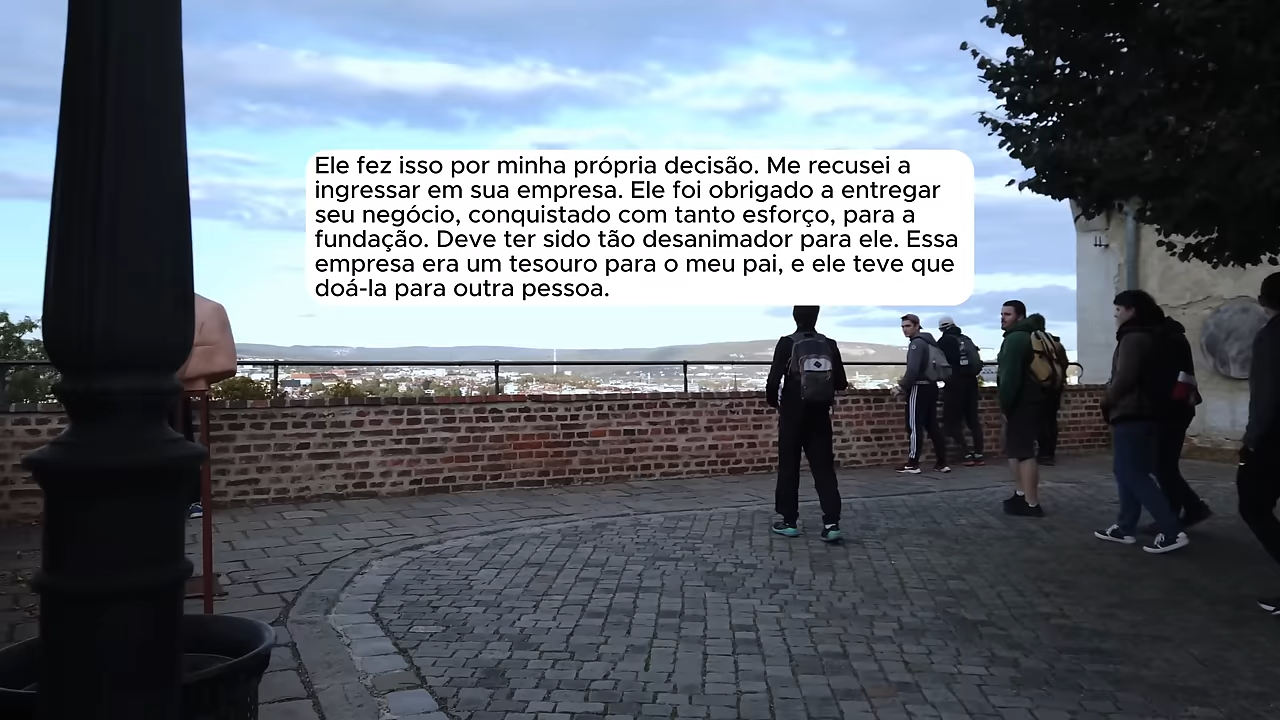 Ele fez isso por minha própria decisão. Me recusei a
ingressar em sua empresa. Ele foi obrigado a entregar
seu negócio, conquistado com tanto esforço, para a
fundação. Deve ter sido tão desanimador para ele. Essa
empresa era um tesouro para o meu pai, e ele teve que
doá-la para outra pessoa.